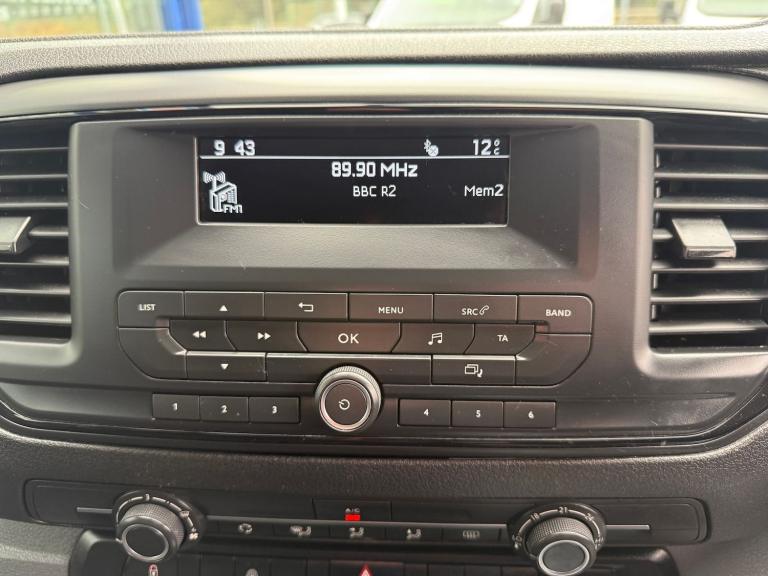 9 43 12°C
89.90 MHz
BBC R2 Mem2
FM1
LIST MENU SRC BAND
OK TA
1 2 3 4 5 6
A/C
21